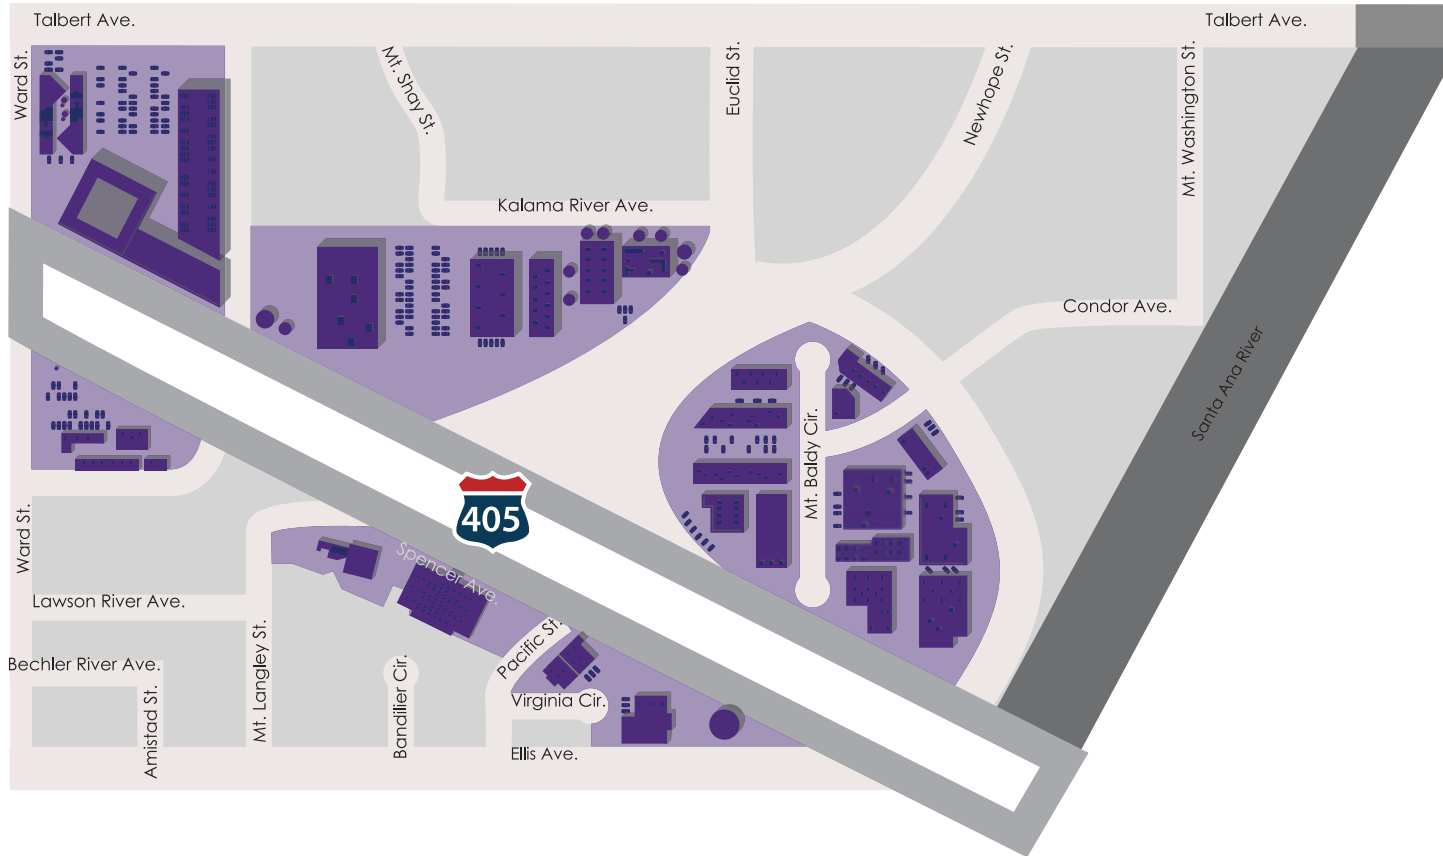 Talbert Ave.
Talbert Ave.
Ward St.
Mt. Shay St.
Euclid St.
Newhope St.
Mt. Washington St.
Kalama River Ave.
Condor Ave.
Santa Ana River
Mt. Baldy Cir.
405
Ward St.
Spencer Ave.
Lawson River Ave.
Mt. Langley St.
Pacific St.
Bechler River Ave.
Bandilier Cir.
Virginia Cir.
Amistad St.
Ellis Ave.